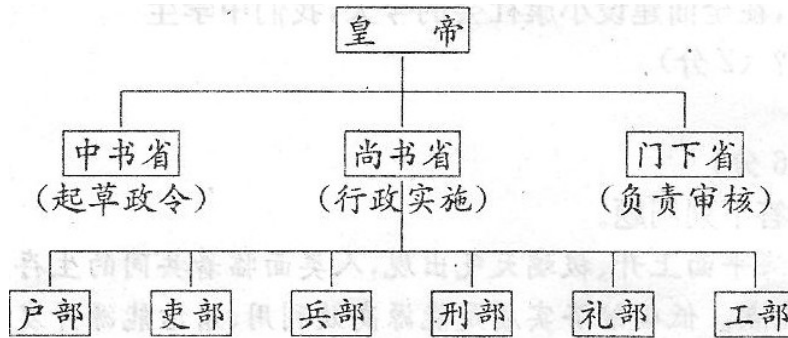 皇 帝
中书省 尚书省 门下省
(起草政令) (行政实施) (负责审核)
户部 吏部 兵部 刑部 礼部 工部